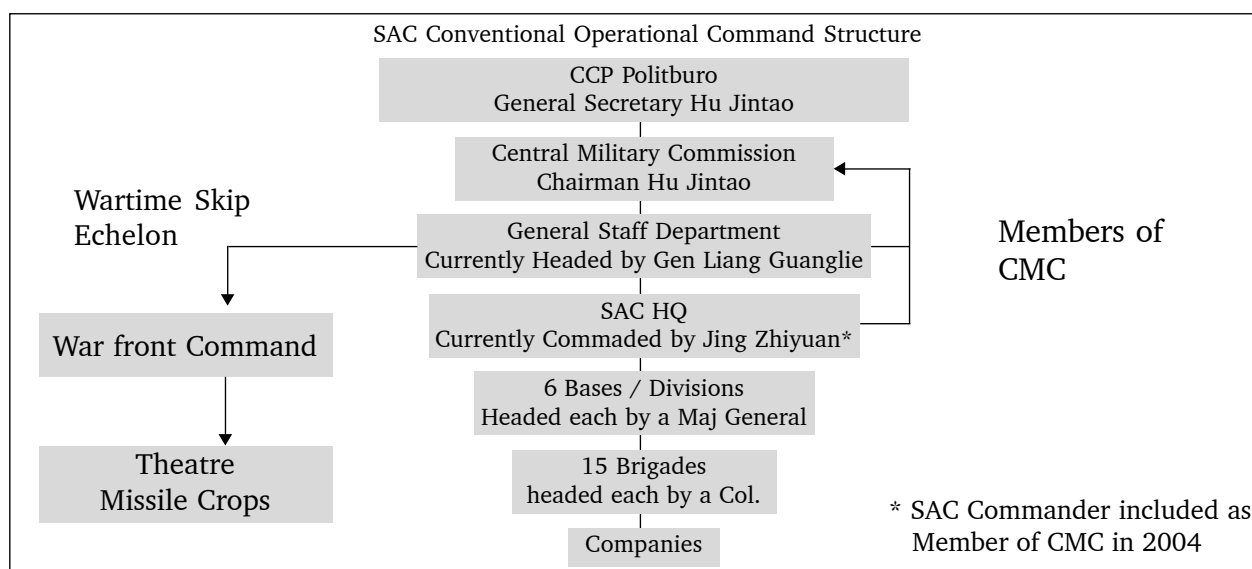 SAC Conventional Operational Command Structure
CCP Politburo
General Secretary Hu Jintao
Central Military Commission
Chairman Hu Jintao
Wartime Skip
Echelon
General Staff Department
Currently Headed by Gen Liang Guanglie
Members of
CMC
SAC HQ
Currently Commaded by Jing Zhiyuan*
War front Command
6 Bases / Divisions
Headed each by a Maj General
Theatre
Missile Crops
15 Brigades
headed each by a Col.
Companies
* SAC Commander included as
Member of CMC in 2004